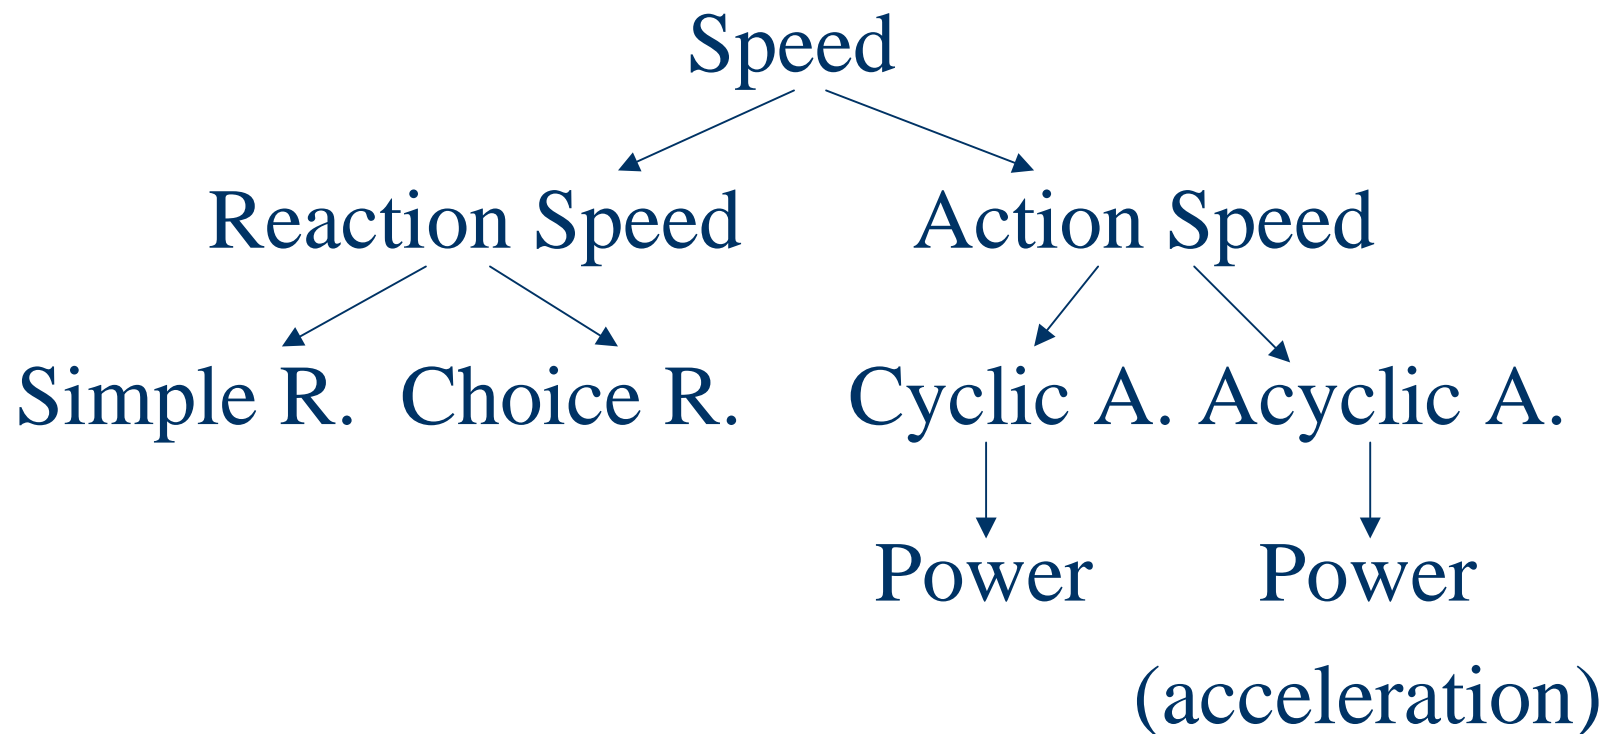 Speed
Reaction Speed Action Speed
Simple R. Choice R. Cyclic A. Acyclic A.
Power Power
(acceleration)